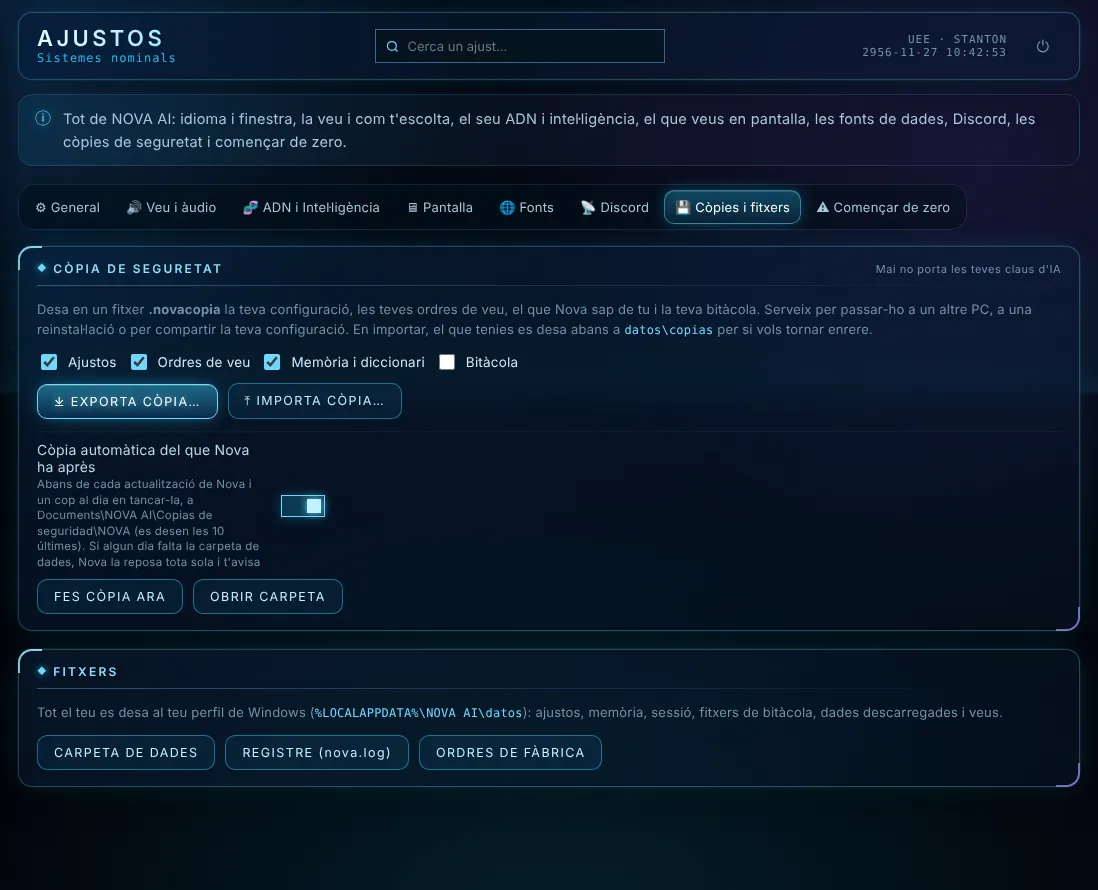 AJUSTOS
Sistemes nominals
Cerca un ajust...
UEE · STANTON
2956-11-27 10:42:53
Tot de NOVA AI: idioma i finestra, la veu i com t'escolta, el seu ADN i intel·ligència, el que veus en pantalla, les fonts de dades, Discord, les
còpies de seguretat i començar de zero.
General
Veu i àudio
ADN i Intel·ligència
Pantalla
Fonts
Discord
Còpies i fitxers
Començar de zero
CÒPIA DE SEGURETAT
Mai no porta les teves claus d'IA
Desa en un fitxer .novacopia la teva configuració, les teves ordres de veu, el que Nova sap de tu i la teva bitàcola. Serveix per passar-ho a un altre PC, a una
reinstal·lació o per compartir la teva configuració. En importar, el que tenies es desa abans a datos\copias per si vols tornar enrere.
Ajustos
Ordres de veu
Memòria i diccionari
Bitàcola
EXPORTA CÒPIA...
IMPORTA CÒPIA...
Còpia automàtica del que Nova
ha après
Abans de cada actualització de Nova i
un cop al dia en tancar-la, a
Documents\NOVA AI\Copias de
seguridad\NOVA (es desen les 10
últimes). Si algun dia falta la carpeta de
dades, Nova la reposa tota sola i t'avisa
FES CÒPIA ARA
OBRIR CARPETA
FITXERS
Tot el teu es desa al teu perfil de Windows (%LOCALAPPDATA%\NOVA AI\datos): ajustos, memòria, sessió, fitxers de bitàcola, dades descarregades i veus.
CARPETA DE DADES
REGISTRE (nova.log)
ORDRES DE FÀBRICA